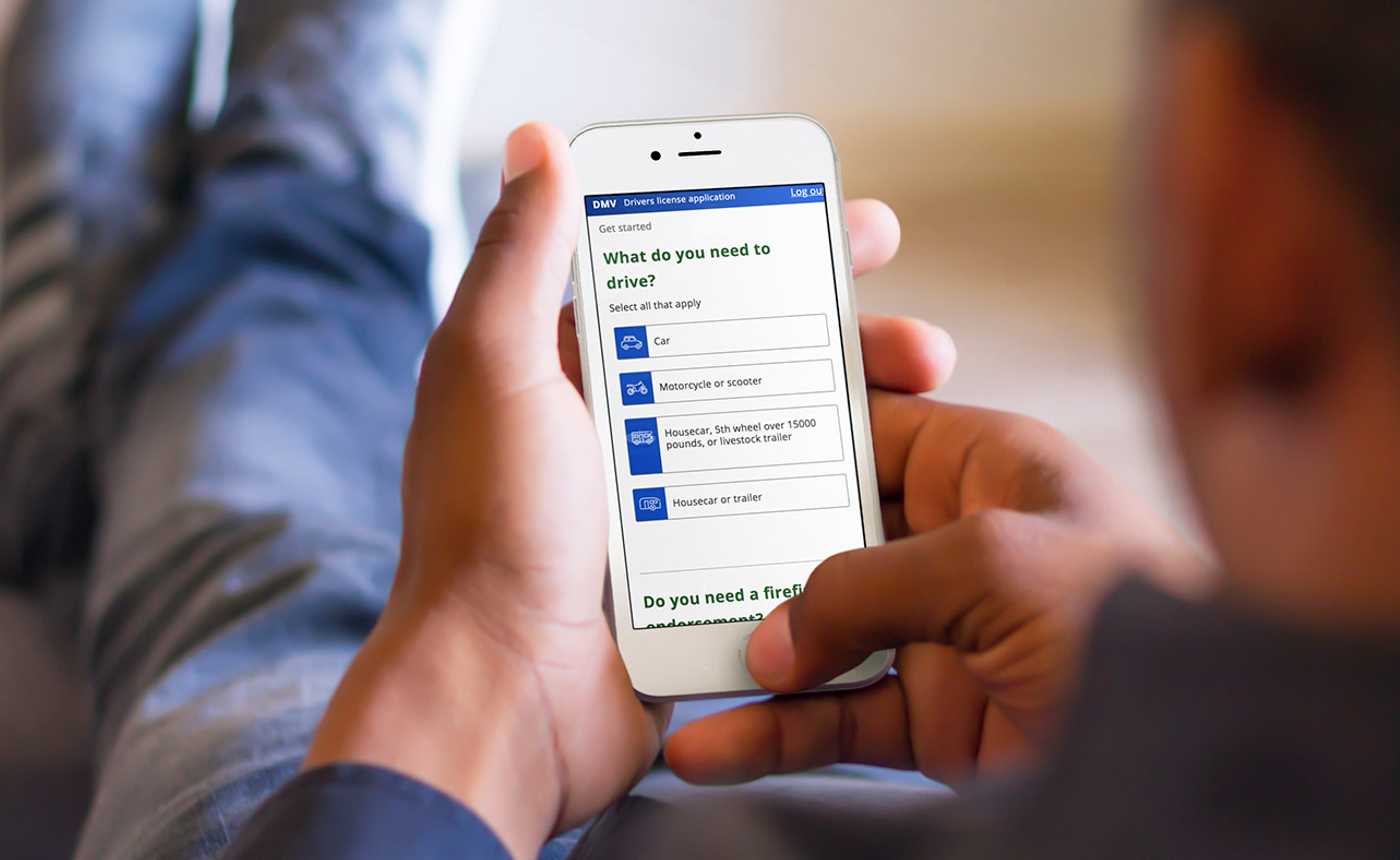 DMV Drivers license application Log ou
Get started
What do you need to
drive?
Select all that apply
Car
Motorcycle or scooter
Housecar, 5th wheel over 15000
pounds, or livestock trailer
Housecar or trailer
Do you need a firefi
endorsement?